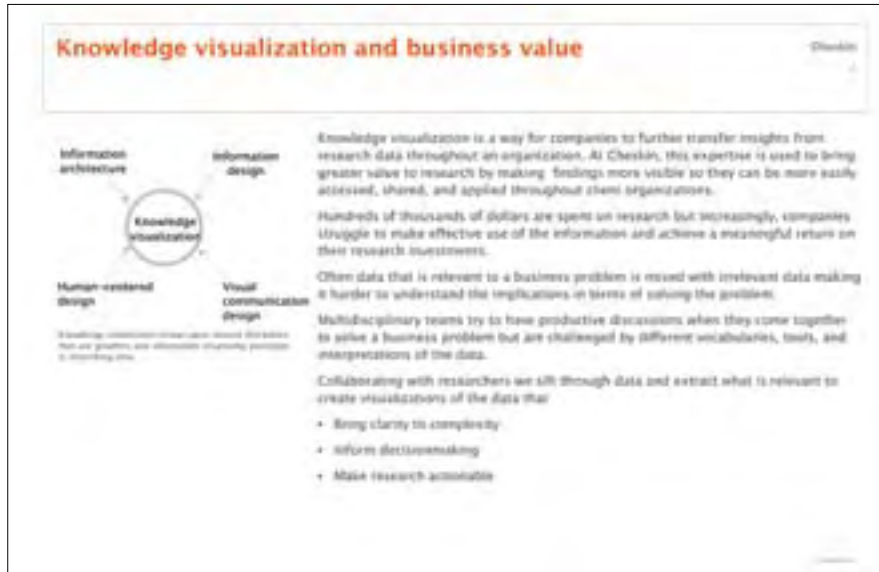 Knowledge visualization and business value
Cheskin
Information
architecture
Information
design
Knowledge
visualization
Human-centered
design
Visual
communication
design
Knowledge visualization is a way for companies to further transfer insights from
research data throughout an organization. At Cheskin, this expertise is used to bring
greater value to research by making findings more visible so they can be more easily
accessed, shared, and applied throughout client organizations.
Hundreds of thousands of dollars are spent on research but increasingly, companies
struggle to make effective use of the information and achieve a meaningful return on
their research investments.
Often data that is relevant to a business problem is mixed with irrelevant data making
it harder to understand the implications in terms of solving the problem.
Multidisciplinary teams try to have productive discussions when they come together
to solve a business problem but are challenged by different vocabularies, tools, and
interpretations of the data.
Collaborating with researchers we sift through data and extract what is relevant to
create visualizations of the data that
• Bring clarity to complexity
• Inform decisionmaking
• Make research actionable